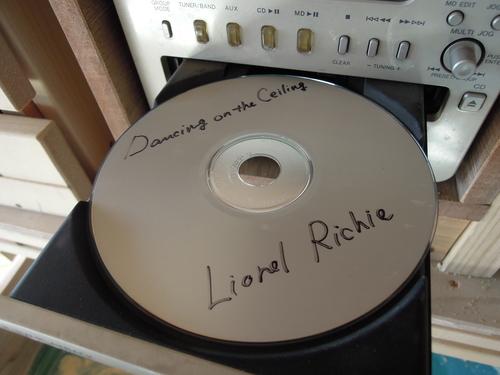 GROUP MODE
TUNER/BAND
AUX
CD ▶II
MD ▶II
■
I◀◀◀◀
▶▶▶▶I
MD EDIT
MULTI JOG
CLEAR
– TUNING +
CD
Dancing on the Ceiling
Lionel Richie